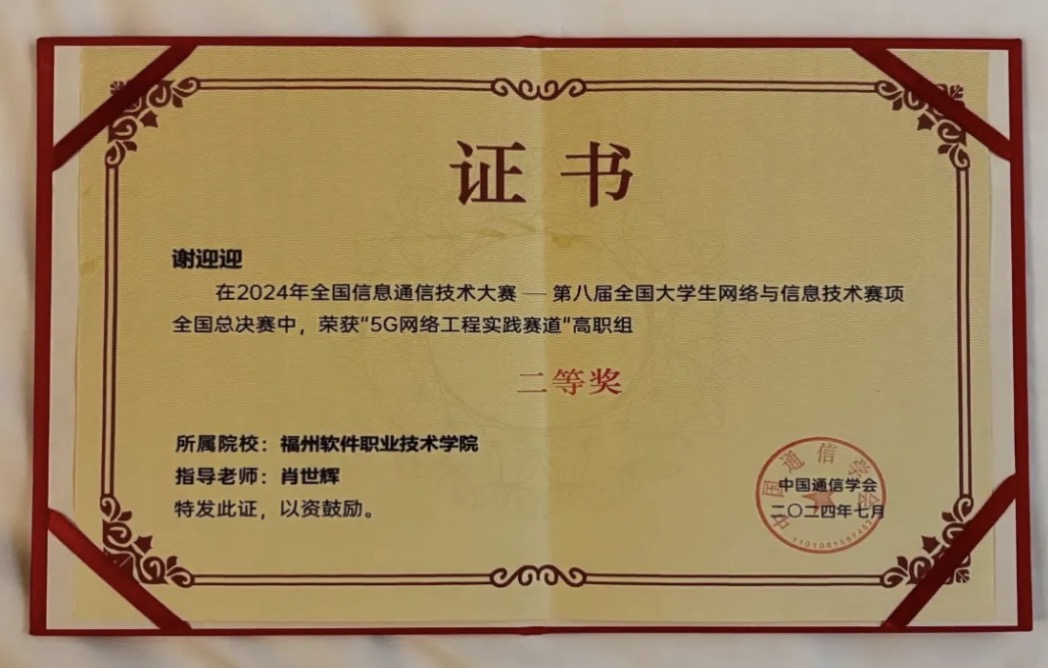 证书
谢迎迎
在2024年全国信息通信技术大赛 — 第八届全国大学生网络与信息技术赛项
全国总决赛中，荣获“5G网络工程实践赛道”高职组
二等奖
所属院校：福州软件职业技术学院
指导老师：肖世辉
特发此证，以资鼓励。
中国通信学会
中国通信学会
二〇二四年七月